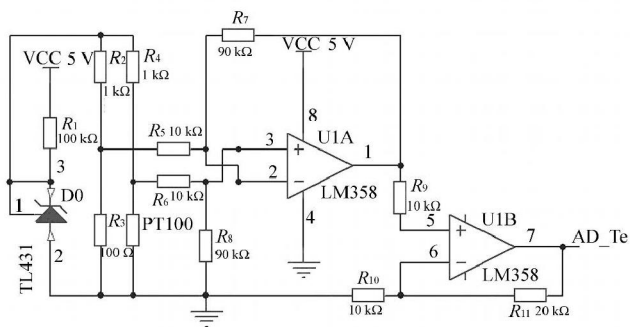 R7
90 kΩ
VCC 5 V
R2
1 kΩ
R4
1 kΩ
VCC 5 V
R1
100 kΩ
3
1
D0
TL431
2
R5 10 kΩ
R6 10 kΩ
R3
100 Ω
PT100
R8
90 kΩ
8
3
2
+
−
U1A
LM358
4
1
R9
10 kΩ
5
6
+
−
U1B
LM358
7
AD_Te
R10
10 kΩ
R11 20 kΩ